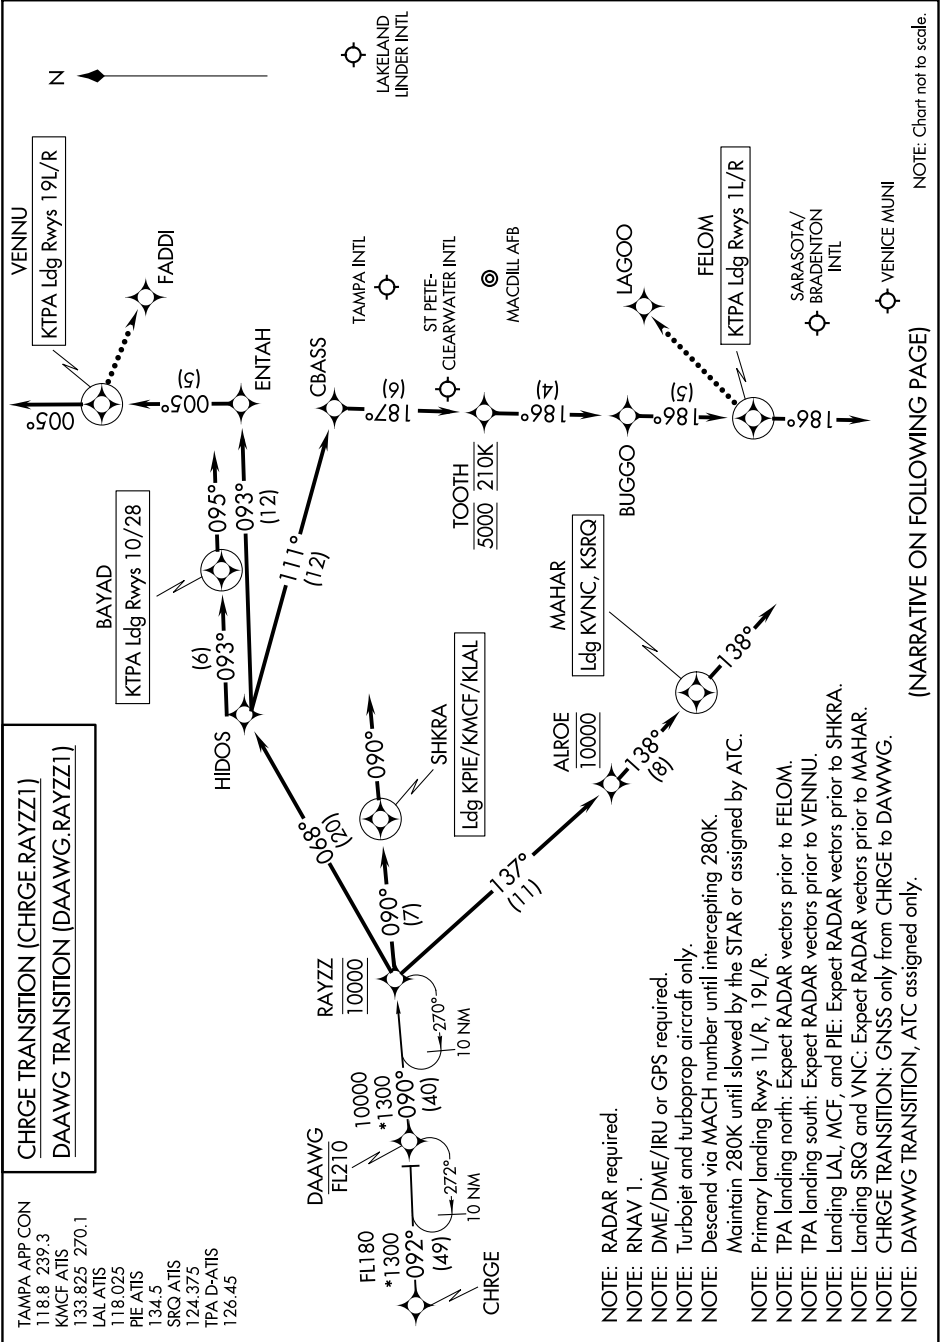 CHRGE TRANSITION (CHRGE.RAYZZ1)
DAAWG TRANSITION (DAAWG.RAYZZ1)
TAMPA APP CON
118.8 239.3
KMCF ATIS
133.825 270.1
LAL ATIS
118.025
PIE ATIS
134.5
SRQ ATIS
124.375
TPA D-ATIS
126.45
N
LAKELAND
LINDER INTL
VENNU
KTPA Ldg Rwys 19L/R
005°
FADDI
005°
(5)
ENTAH
BAYAD
KTPA Ldg Rwys 10/28
095°
(6)
093°
093°
(12)
HIDOS
111°
(12)
CBASS
187°
(6)
TAMPA INTL
ST PETE-
CLEARWATER INTL
MACDILL AFB
TOOTH
5000 210K
186°
(4)
BUGGO
186°
(5)
LAGOO
FELOM
KTPA Ldg Rwys 1L/R
186°
SARASOTA/
BRADENTON
INTL
VENICE MUNI
068°
(20)
090°
SHKRA
Ldg KPIE/KMCF/KLAL
090°
(7)
RAYZZ
10000
270°
10 NM
137°
(11)
ALROE
10000
138°
(8)
MAHAR
Ldg KVNC, KSRQ
138°
DAAWG
FL210
10000
*1300
090°
(40)
272°
10 NM
FL180
*1300
092°
(49)
CHRGE
NOTE: RADAR required.
NOTE: RNAV 1.
NOTE: DME/DME/IRU or GPS required.
NOTE: Turbojet and turboprop aircraft only.
NOTE: Descend via MACH number until intercepting 280K.
Maintain 280K until slowed by the STAR or assigned by ATC.
NOTE: Primary landing Rwys 1L/R, 19L/R.
NOTE: TPA landing north: Expect RADAR vectors prior to FELOM.
NOTE: TPA landing south: Expect RADAR vectors prior to VENNU.
NOTE: Landing LAL, MCF, and PIE: Expect RADAR vectors prior to SHKRA.
NOTE: Landing SRQ and VNC: Expect RADAR vectors prior to MAHAR.
NOTE: CHRGE TRANSITION: GNSS only from CHRGE to DAWWG.
NOTE: DAWWG TRANSITION, ATC assigned only.
(NARRATIVE ON FOLLOWING PAGE)
NOTE: Chart not to scale.